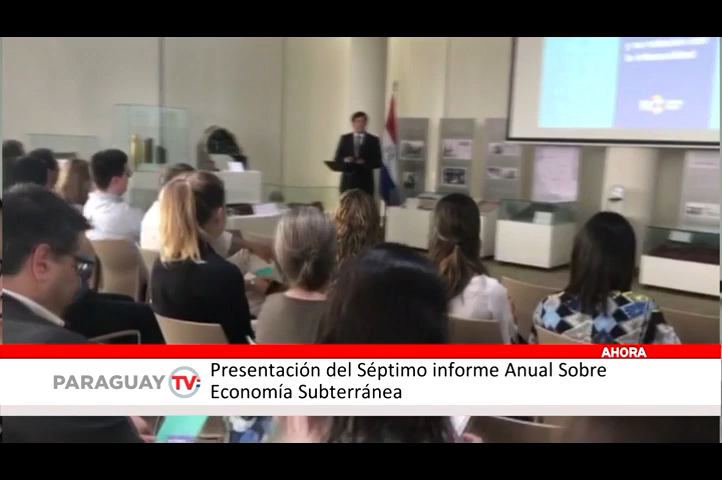 AHORA
PARAGUAY TV
Presentación del Séptimo informe Anual Sobre
Economía Subterránea